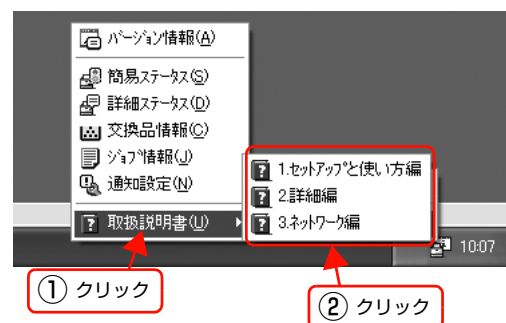 バージョン情報(A)
簡易ステータス(S)
詳細ステータス(D)
交換品情報(C)
ジョブ情報(J)
通知設定(N)
取扱説明書(U)
1.セットアップと使い方編
2.詳細編
3.ネットワーク編
10:07
① クリック
② クリック